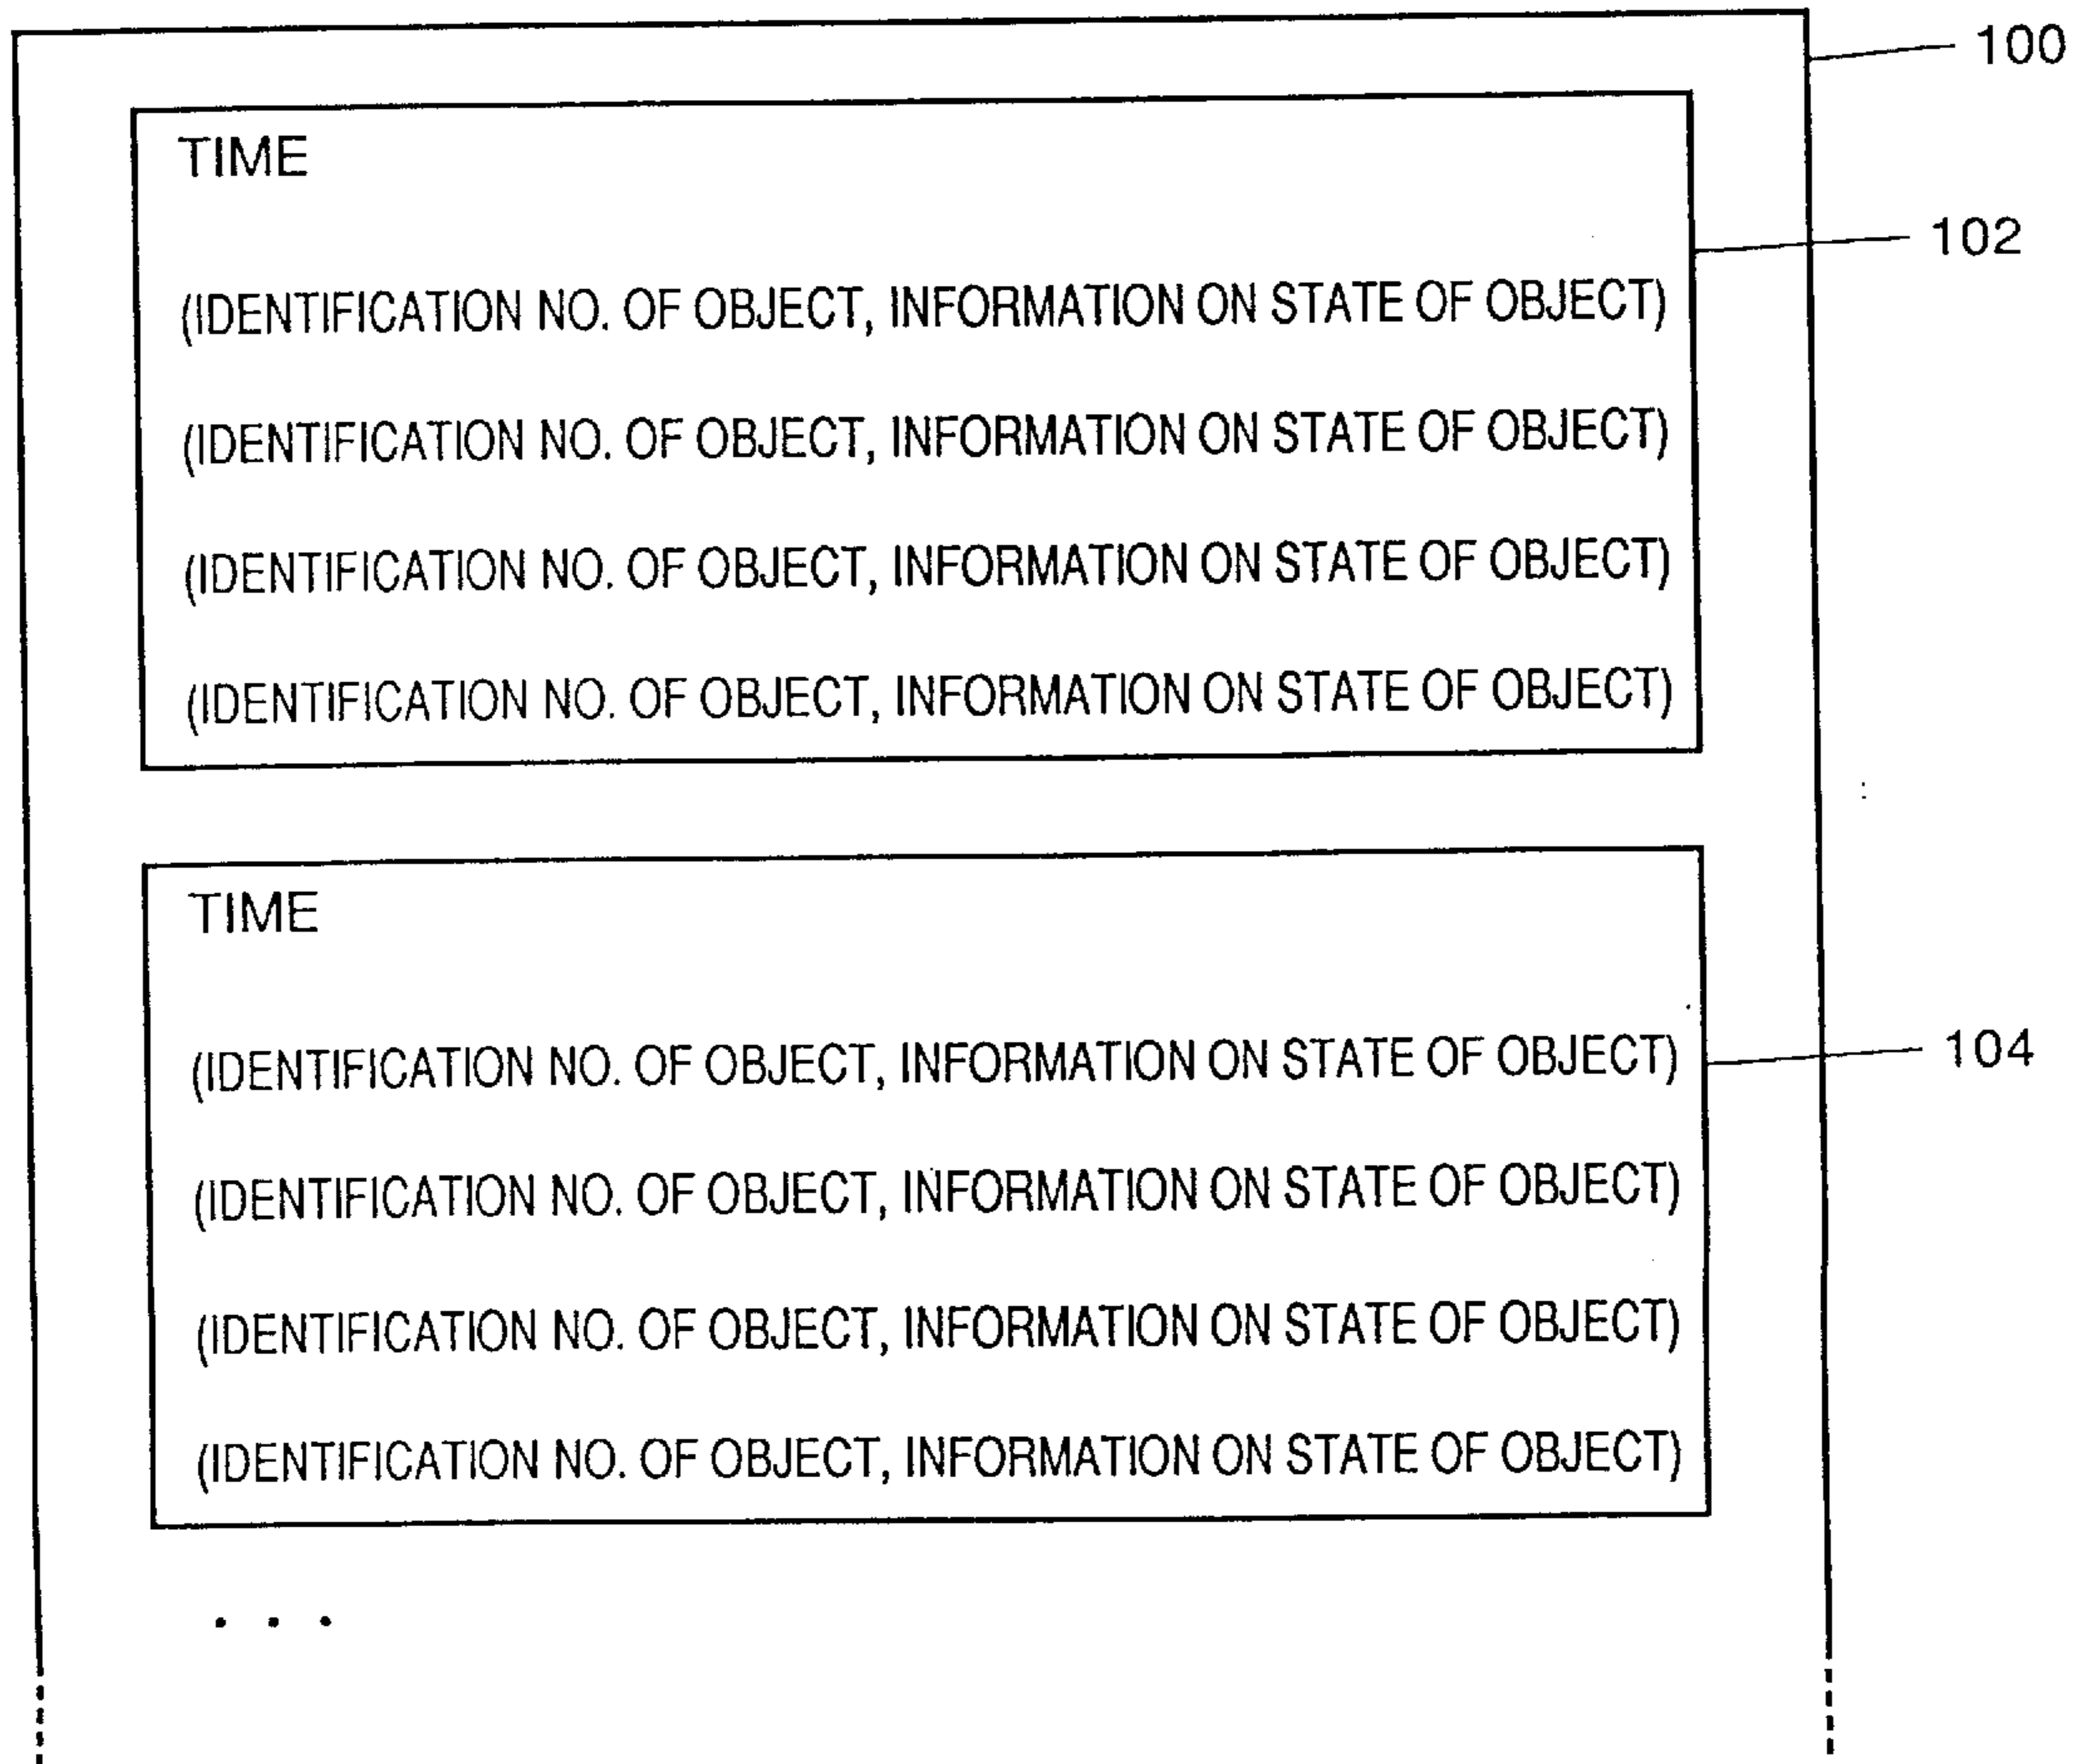 100
TIME
102
(IDENTIFICATION NO. OF OBJECT, INFORMATION ON STATE OF OBJECT)
(IDENTIFICATION NO. OF OBJECT, INFORMATION ON STATE OF OBJECT)
(IDENTIFICATION NO. OF OBJECT, INFORMATION ON STATE OF OBJECT)
(IDENTIFICATION NO. OF OBJECT, INFORMATION ON STATE OF OBJECT)
TIME
(IDENTIFICATION NO. OF OBJECT, INFORMATION ON STATE OF OBJECT)
104
(IDENTIFICATION NO. OF OBJECT, INFORMATION ON STATE OF OBJECT)
(IDENTIFICATION NO. OF OBJECT, INFORMATION ON STATE OF OBJECT)
(IDENTIFICATION NO. OF OBJECT, INFORMATION ON STATE OF OBJECT)
. . .